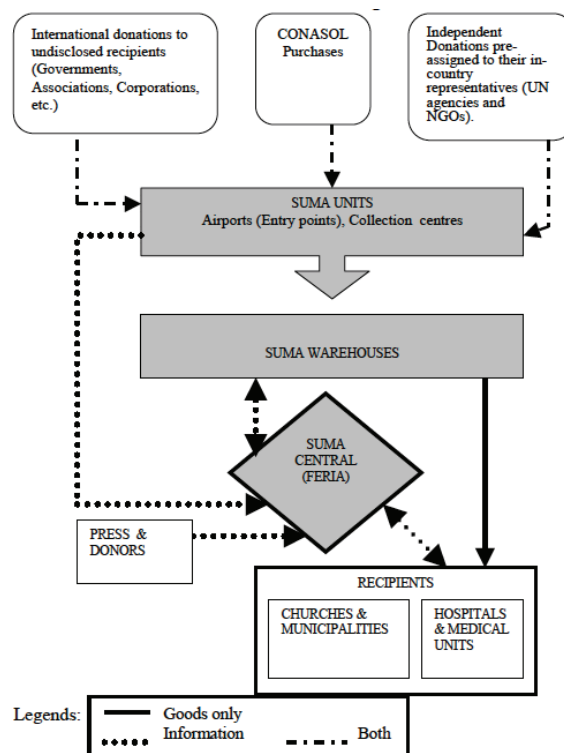 International donations to
undisclosed recipients
(Governments,
Associations, Corporations,
etc.)
CONASOL
Purchases
Independent
Donations pre-
assigned to their in-
country
representatives (UN
agencies and
NGOs).
SUMA UNITS
Airports (Entry points), Collection centres
SUMA WAREHOUSES
SUMA
CENTRAL
(FERIA)
PRESS &
DONORS
RECIPIENTS
CHURCHES &
MUNICIPALITIES
HOSPITALS
& MEDICAL
UNITS
Legends:
Goods only
Information
Both